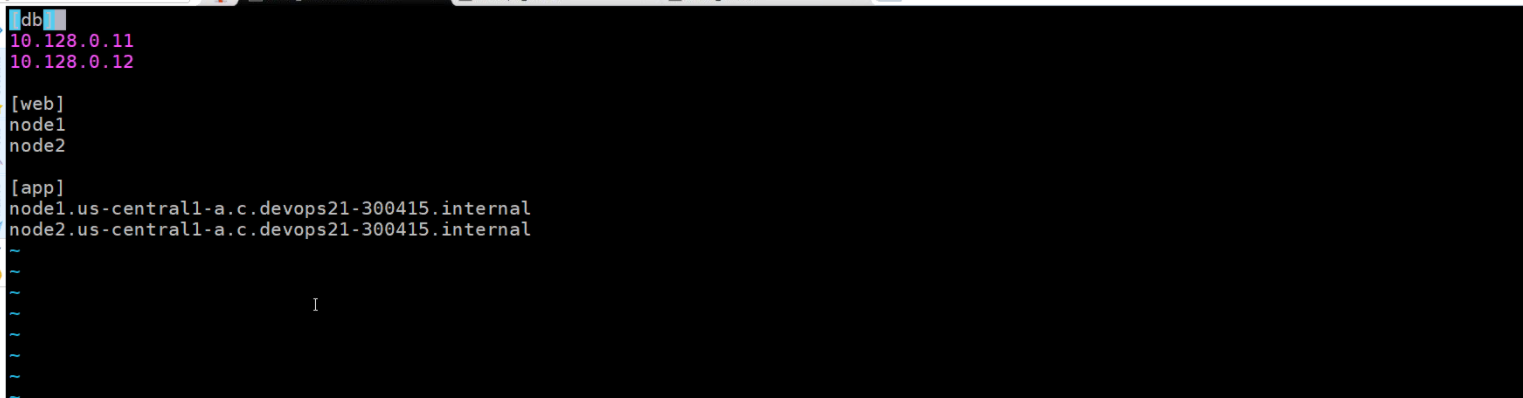 [db]
10.128.0.11
10.128.0.12
[web]
node1
node2
[app]
node1.us-central1-a.c.devops21-300415.internal
node2.us-central1-a.c.devops21-300415.internal
~
~
~
~
~
~
~
~